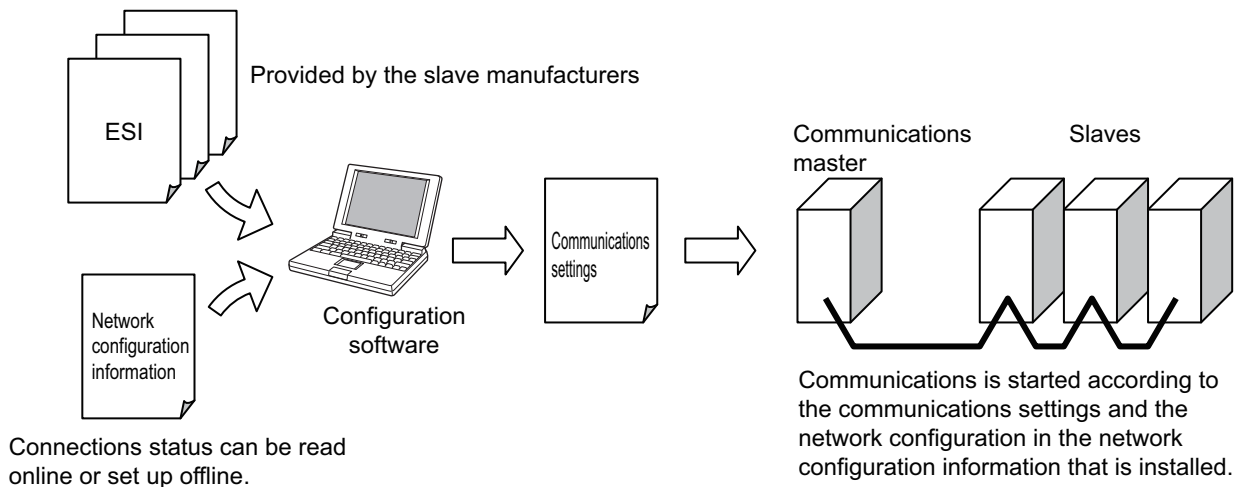 Provided by the slave manufacturers
ESI
Network
configuration
information
Connections status can be read
online or set up offline.
Configuration
software
Communications
settings
Communications
master
Slaves
Communications is started according to
the communications settings and the
network configuration in the network
configuration information that is installed.